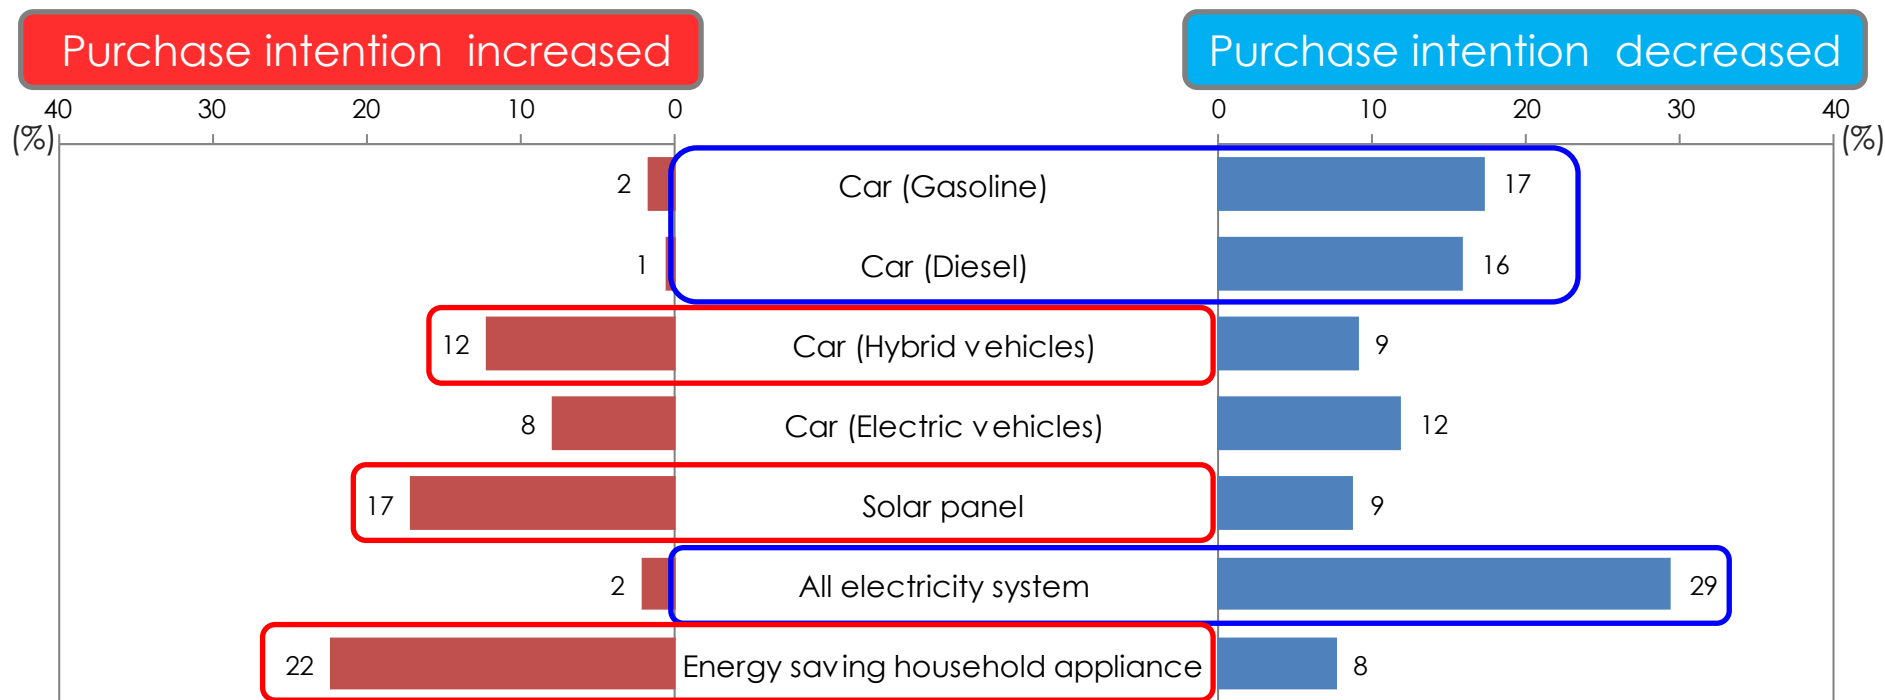 Purchase intention increased Purchase intention decreased
40 30 20 10 0 0 10 20 30 40
(%) (%)
2 Car (Gasoline) 17
1 Car (Diesel) 16
12 Car (Hybrid vehicles) 9
8 Car (Electric vehicles) 12
17 Solar panel 9
2 All electricity system 29
22 Energy saving household appliance 8